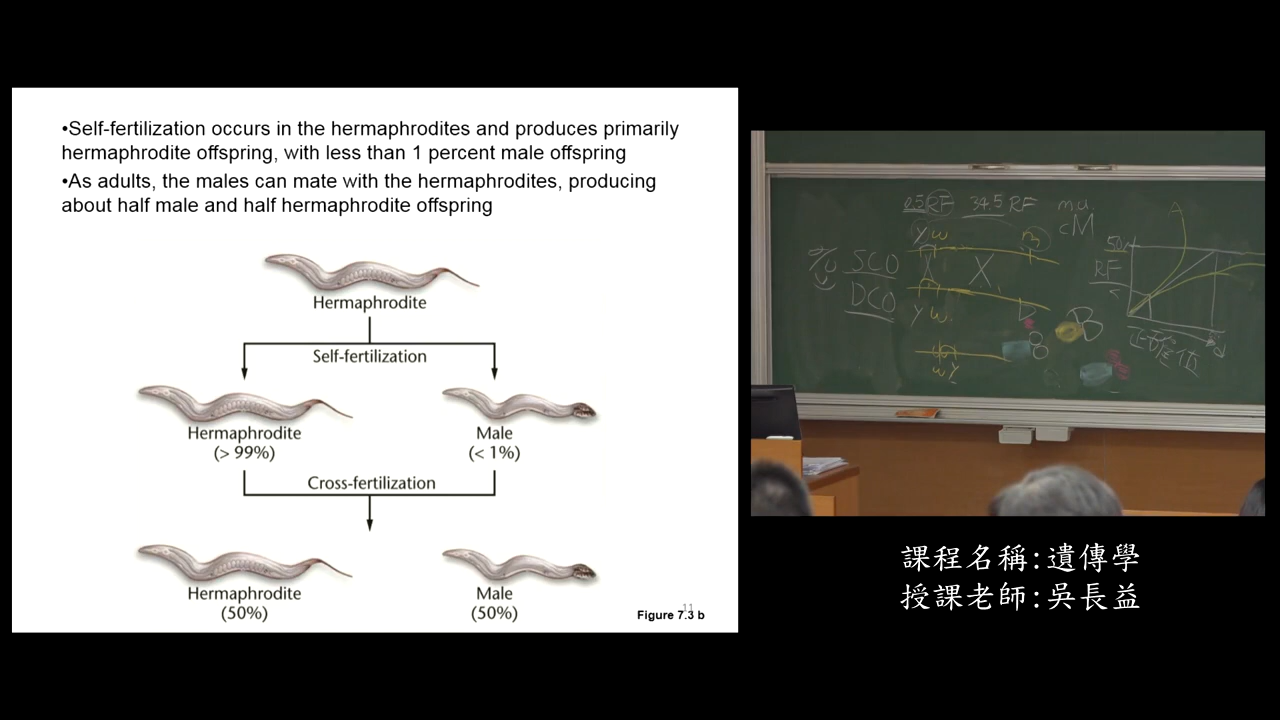 •Self-fertilization occurs in the hermaphrodites and produces primarily
hermaphrodite offspring, with less than 1 percent male offspring
•As adults, the males can mate with the hermaphrodites, producing
about half male and half hermaphrodite offspring
Hermaphrodite
Self-fertilization
Hermaphrodite
(> 99%)
Male
(< 1%)
Cross-fertilization
Hermaphrodite
(50%)
Male
(50%)
11
Figure 7.3 b
34.5 RF
m.u.
cM
SCO
DCO
RF
課程名稱:遺傳學
授課老師:吳長益